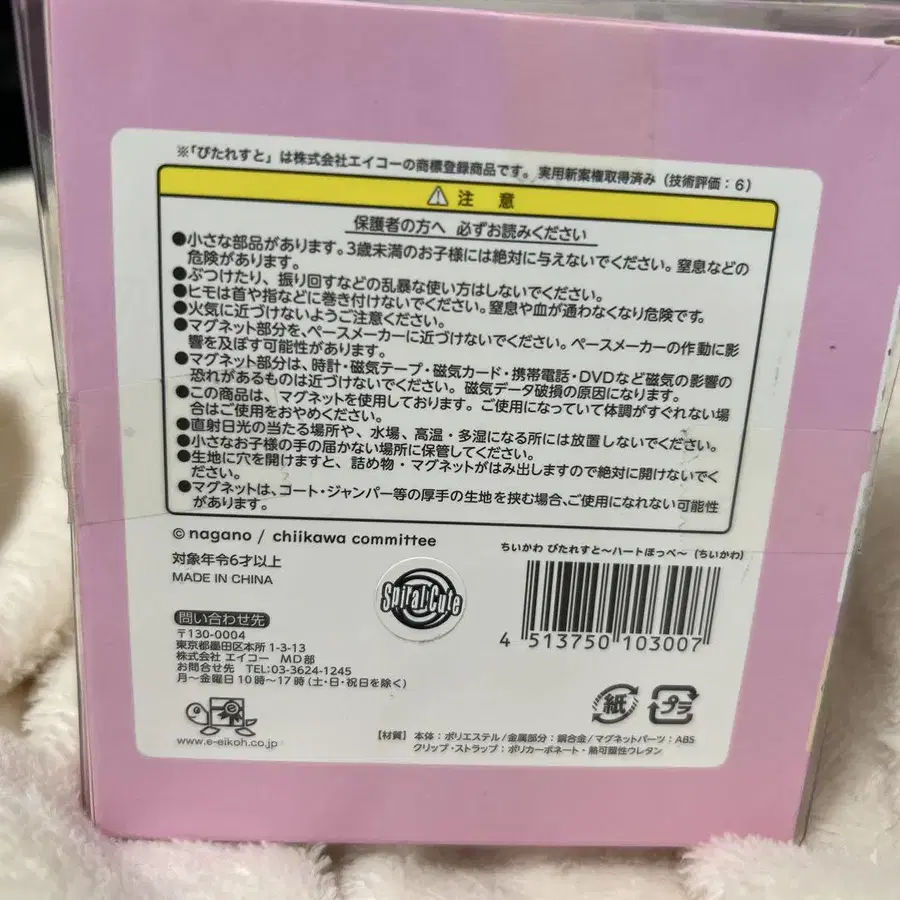 ※「ぴたれすと」は株式会社エイコーの商標登録商品です。実用新案権取得済み（技術評価：6）
注　意
保護者の方へ 必ずお読みください
●小さな部品があります。3歳未満のお子様には絶対に与えないでください。窒息などの
危険があります。
●ぶつけたり、振り回すなどの乱暴な使い方はしないでください。
●ヒモは首や指などに巻き付けないでください。窒息や血が通わなくなり危険です。
●火気に近づけないようご注意ください。
●マグネット部分を、ペースメーカーに近づけないでください。ペースメーカーの作動に影
響を及ぼす可能性があります。
●マグネット部分は、時計・磁気テープ・磁気カード・携帯電話・DVDなど磁気の影響の
恐れがあるものは近づけないでください。磁気データ破損の原因になります。
●この商品は、マグネットを使用しております。ご使用になっていて体調がすぐれない場
合はご使用をおやめください。
●直射日光の当たる場所や、水場、高温・多湿になる所には放置しないでください。
●小さなお子様の手の届かない場所に保管してください。
●生地に穴を開けますと、詰め物・マグネットがはみ出しますので絶対に開けないでく
ださい。
●マグネットは、コート・ジャンパー等の厚手の生地を挟む場合、ご使用になれない可能性
があります。
© nagano / chiikawa committee
対象年令6才以上
MADE IN CHINA
ちいかわ ぴたれすと～ハートほっぺ～（ちいかわ）
Spiral Cute
4 513750 103007
問い合わせ先
〒130-0004
東京都墨田区本所 1-3-13
株式会社 エイコー　MD部
お問合せ先　TEL:03-3624-1245
月～金曜日 10時～17時（土・日・祝日を除く）
www.e-eikoh.co.jp
紙
プラ
【材質】 本体：ポリエステル/金属部分：銅合金/マグネットパーツ：ABS
クリップ・ストラップ：ポリカーボネート・熱可塑性ウレタン